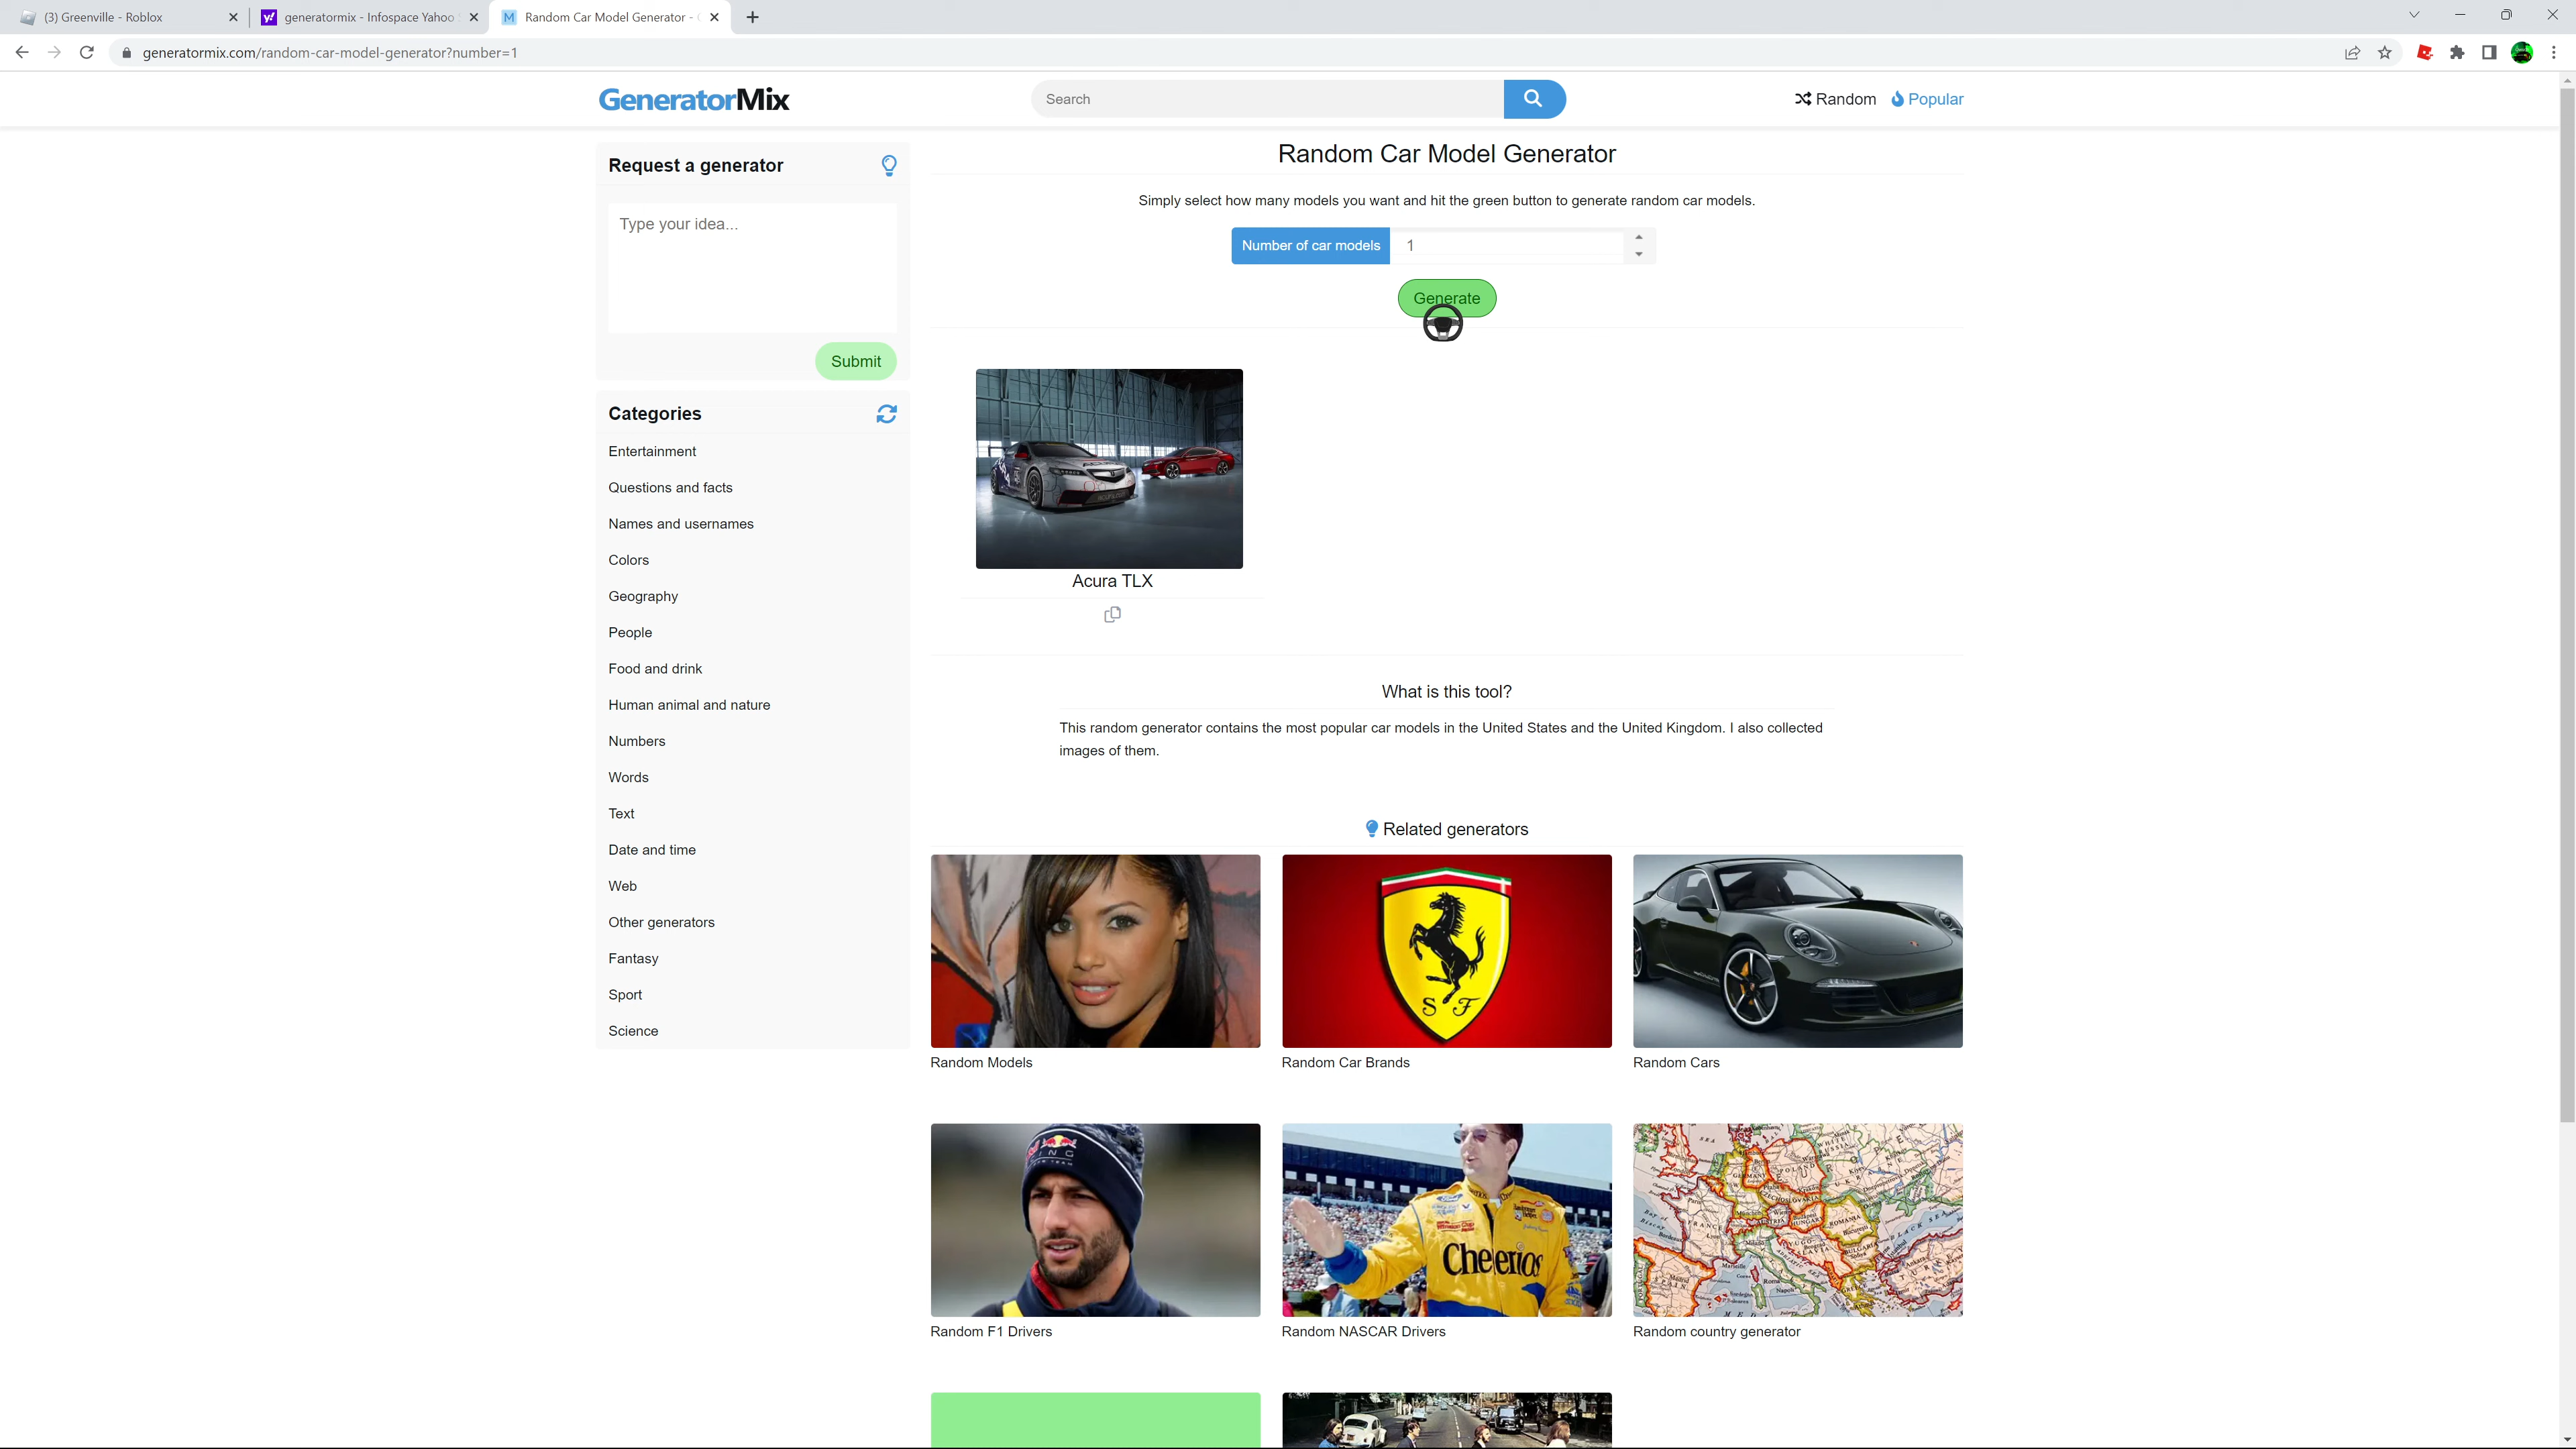 (3) Greenville - Roblox
generatormix - Infospace Yahoo
Random Car Model Generator -
generatormix.com/random-car-model-generator?number=1
GeneratorMix
Search
Random
Popular
Request a generator
Type your idea...
Submit
Categories
Entertainment
Questions and facts
Names and usernames
Colors
Geography
People
Food and drink
Human animal and nature
Numbers
Words
Text
Date and time
Web
Other generators
Fantasy
Sport
Science
Random Car Model Generator
Simply select how many models you want and hit the green button to generate random car models.
Number of car models
1
Generate
Acura TLX
What is this tool?
This random generator contains the most popular car models in the United States and the United Kingdom. I also collected
images of them.
Related generators
S F
Random Models
Random Car Brands
Random Cars
Cheerios
Random F1 Drivers
Random NASCAR Drivers
Random country generator